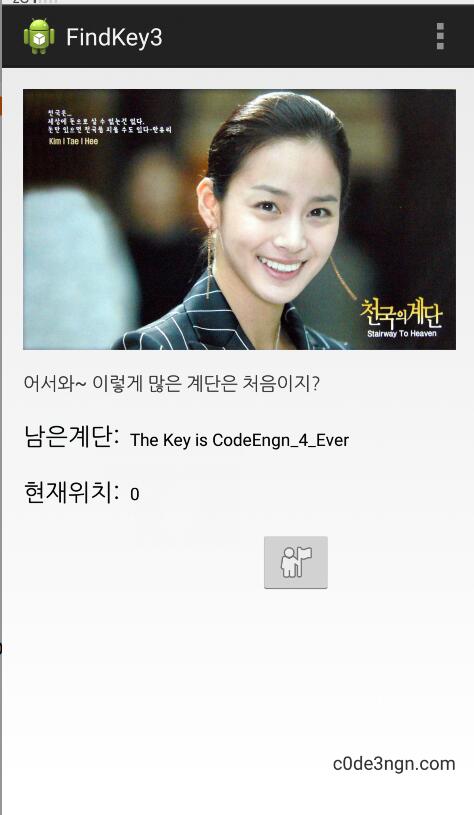 FindKey3
천국은...
세상에 돈으로 살 수 없는건 없다.
돈만 있으면 천국을 지을 수도 있다-한유리
Kim I Tae I Hee
천국의계단
Stairway To Heaven
어서와~ 이렇게 많은 계단은 처음이지?
남은계단: The Key is CodeEngn_4_Ever
현재위치: 0
c0de3ngn.com